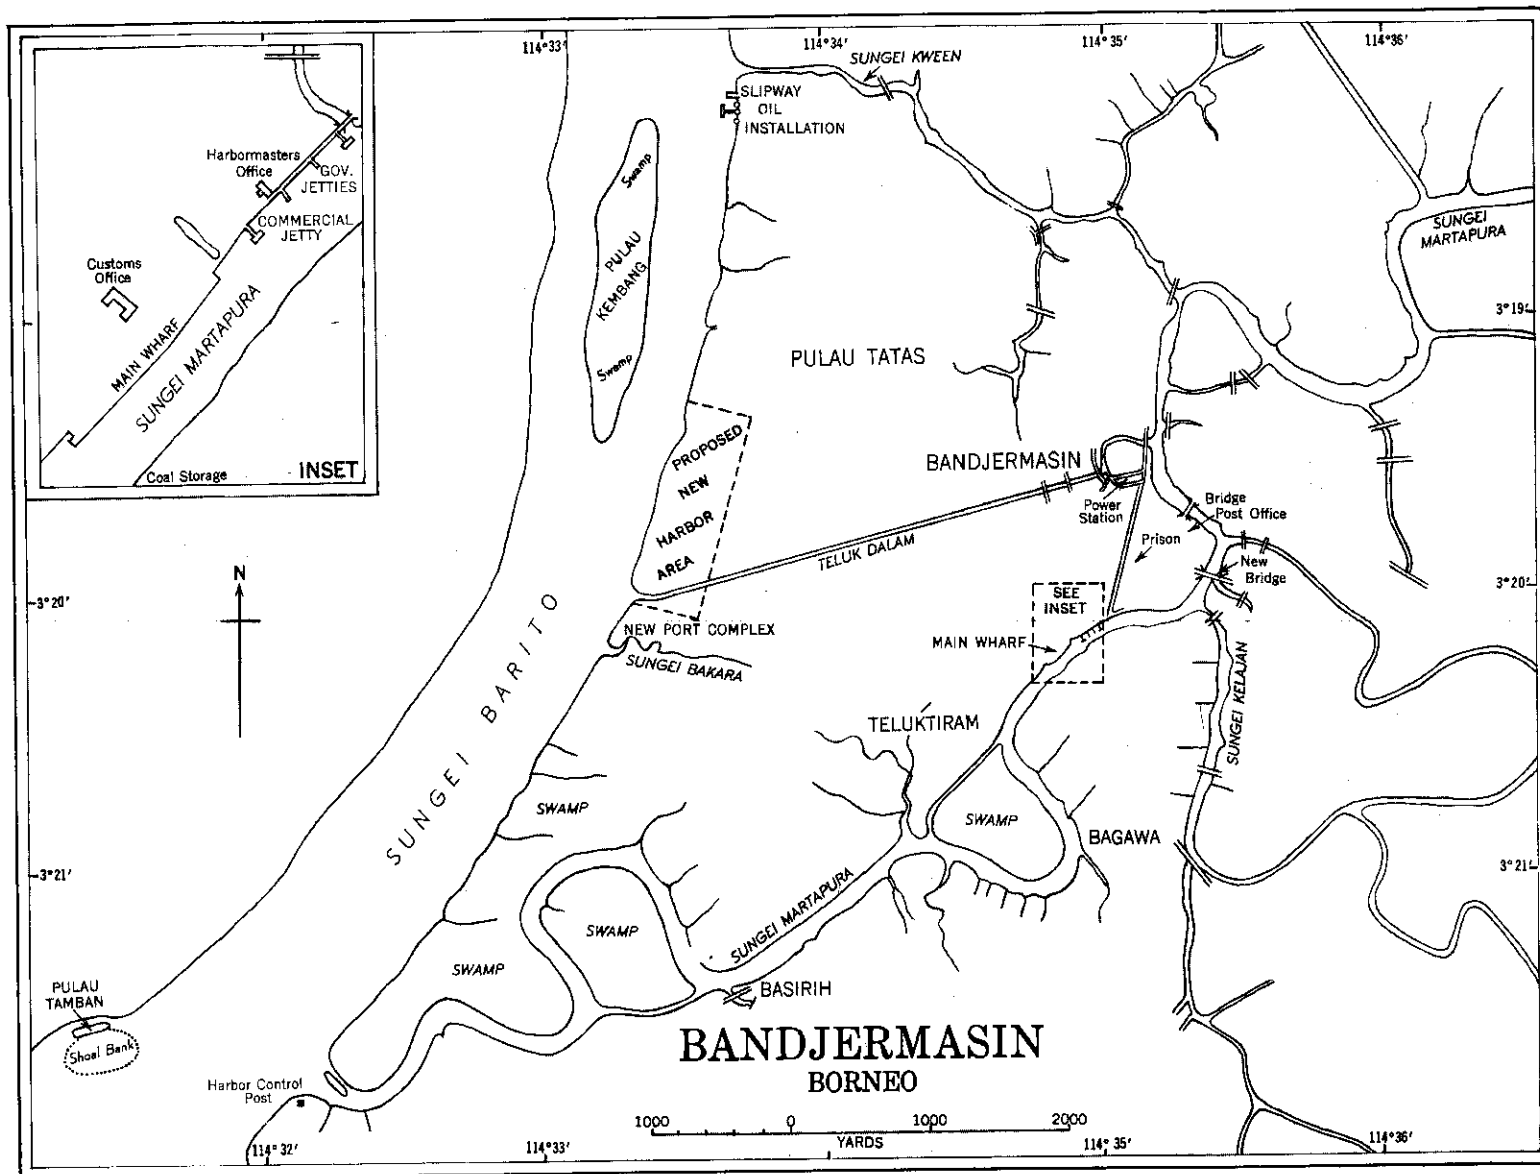 114°33'
114°34'
114°35'
114°36'
Harbormasters
Office
GOV.
JETTIES
COMMERCIAL
JETTY
Customs
Office
MAIN WHARF
SUNGEI MARTAPURA
Coal Storage
INSET
SUNGEI KWEEN
SLIPWAY
OIL
INSTALLATION
Swamp
PULAU
KEMBANG
Swamp
SUNGEI
MARTAPURA
3°19'
PULAU TATAS
PROPOSED
NEW
HARBOR
AREA
BANDJERMASIN
Power
Station
Bridge
Post Office
Prison
New
Bridge
TELUK DALAM
N
3°20'
3°20'
SEE
INSET
NEW PORT COMPLEX
MAIN WHARF
SUNGEI BAKARA
SUNGEI BARITO
SUNGEI KELAJAN
TELUKTIRAM
SWAMP
SWAMP
BAGAWA
3°21'
3°21'
SUNGEI MARTAPURA
SWAMP
SWAMP
PULAU
TAMBAN
BASIRIH
Shoal Bank
BANDJERMASIN
BORNEO
Harbor Control
Post
1000
0
1000
2000
YARDS
114°32'
114°33'
114°35'
114°36'